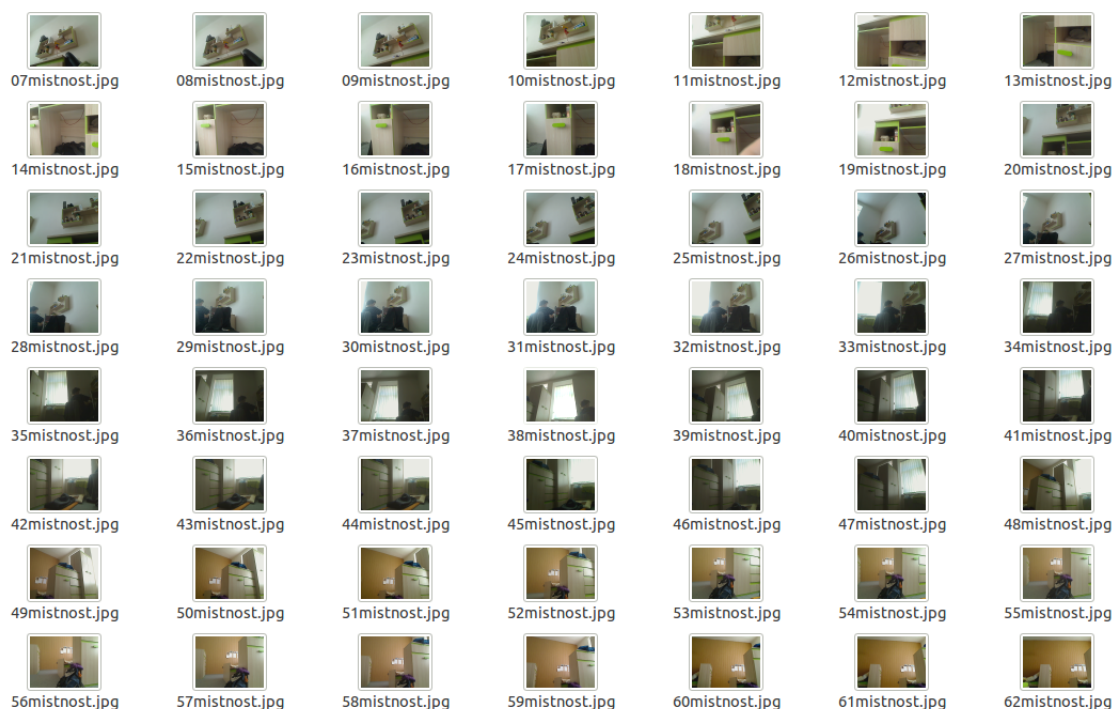 07mistnost.jpg 08mistnost.jpg 09mistnost.jpg 10mistnost.jpg 11mistnost.jpg 12mistnost.jpg 13mistnost.jpg
14mistnost.jpg 15mistnost.jpg 16mistnost.jpg 17mistnost.jpg 18mistnost.jpg 19mistnost.jpg 20mistnost.jpg
21mistnost.jpg 22mistnost.jpg 23mistnost.jpg 24mistnost.jpg 25mistnost.jpg 26mistnost.jpg 27mistnost.jpg
28mistnost.jpg 29mistnost.jpg 30mistnost.jpg 31mistnost.jpg 32mistnost.jpg 33mistnost.jpg 34mistnost.jpg
35mistnost.jpg 36mistnost.jpg 37mistnost.jpg 38mistnost.jpg 39mistnost.jpg 40mistnost.jpg 41mistnost.jpg
42mistnost.jpg 43mistnost.jpg 44mistnost.jpg 45mistnost.jpg 46mistnost.jpg 47mistnost.jpg 48mistnost.jpg
49mistnost.jpg 50mistnost.jpg 51mistnost.jpg 52mistnost.jpg 53mistnost.jpg 54mistnost.jpg 55mistnost.jpg
56mistnost.jpg 57mistnost.jpg 58mistnost.jpg 59mistnost.jpg 60mistnost.jpg 61mistnost.jpg 62mistnost.jpg